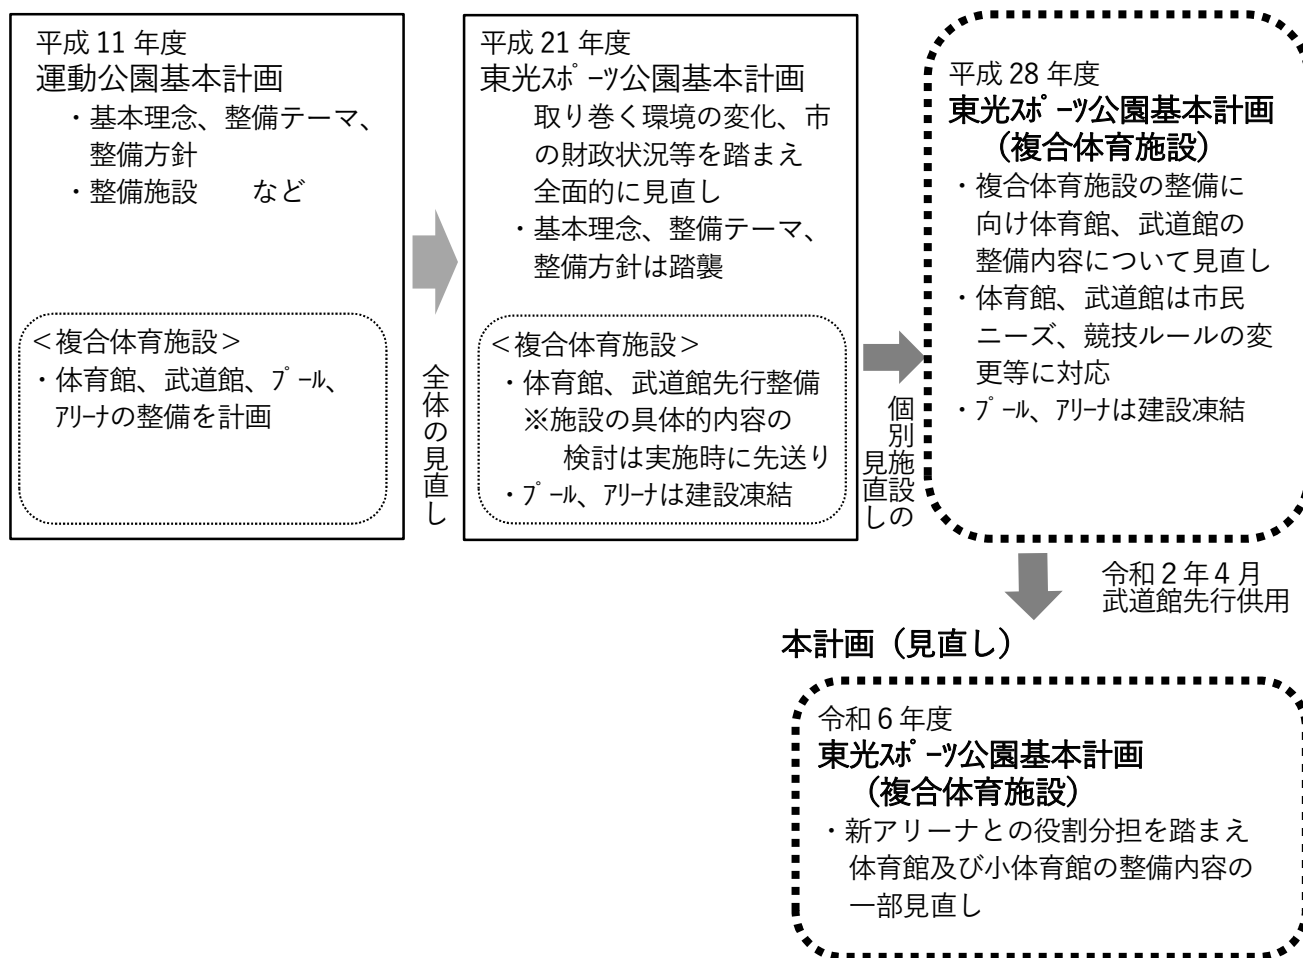 平成 11 年度
運動公園基本計画
・基本理念、整備テーマ、
整備方針
・整備施設　　など
＜複合体育施設＞
・体育館、武道館、ﾌﾟｰﾙ、
ｱﾘｰﾅの整備を計画
全体の見直し
平成 21 年度
東光ｽﾎﾟｰﾂ公園基本計画
取り巻く環境の変化、市
の財政状況等を踏まえ
全面的に見直し
・基本理念、整備テーマ、
整備方針は踏襲
＜複合体育施設＞
・体育館、武道館先行整備
※施設の具体的内容の
検討は実施時に先送り
・ﾌﾟｰﾙ、ｱﾘｰﾅは建設凍結
個別施設の
見直し
平成 28 年度
東光ｽﾎﾟｰﾂ公園基本計画
（複合体育施設）
・複合体育施設の整備に
向け体育館、武道館の
整備内容について見直し
・体育館、武道館は市民
ニーズ、競技ルールの変
更等に対応
・ﾌﾟｰﾙ、ｱﾘｰﾅは建設凍結
令和２年４月
武道館先行供用
本計画（見直し）
令和６年度
東光ｽﾎﾟｰﾂ公園基本計画
（複合体育施設）
・新アリーナとの役割分担を踏まえ
体育館及び小体育館の整備内容の
一部見直し